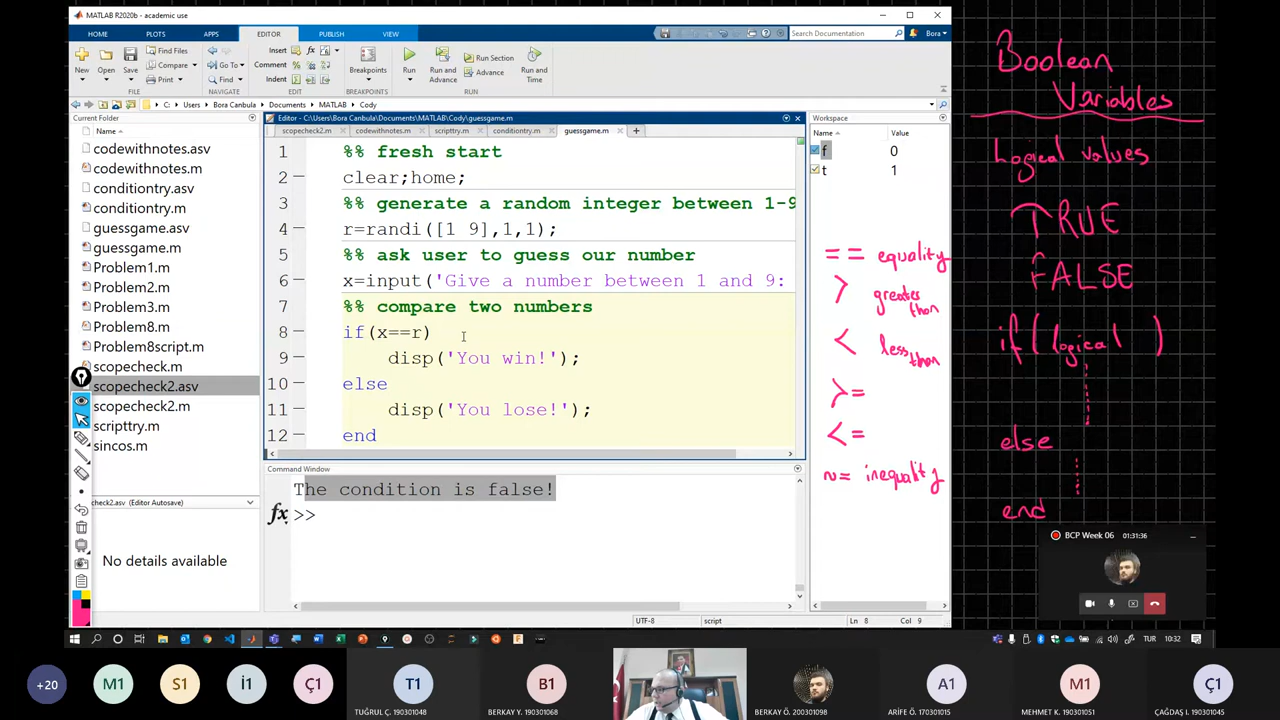 MATLAB R2020b - academic use
HOME
PLOTS
APPS
EDITOR
PUBLISH
VIEW
Search Documentation
Bora
New
Open
Save
Find Files
Compare
Print
Go To
Find
Insert
Comment
Indent
Breakpoints
Run
Run and
Advance
Run Section
Advance
Run and
Time
FILE
NAVIGATE
EDIT
BREAKPOINTS
RUN
C:
Users
Bora Canbula
Documents
MATLAB
Cody
Current Folder
Name
codewithnotes.asv
codewithnotes.m
conditiontry.asv
conditiontry.m
guessgame.asv
guessgame.m
Problem1.m
Problem2.m
Problem3.m
Problem8.m
Problem8script.m
scopecheck.m
scopecheck2.asv
scopecheck2.m
scripttry.m
sincos.m
check2.asv (Editor Autosave)
No details available
Editor - C:\Users\Bora Canbula\Documents\MATLAB\Cody\guessgame.m
scopecheck2.m
codewithnotes.m
scripttry.m
conditiontry.m
guessgame.m
1 %% fresh start
2 clear;home;
3 %% generate a random integer between 1-9
4 r=randi([1 9],1,1);
5 %% ask user to guess our number
6 x=input('Give a number between 1 and 9:
7 %% compare two numbers
8 if(x==r)
9 disp('You win!');
10 else
11 disp('You lose!');
12 end
Command Window
The condition is false!
fx >>
UTF-8
script
Ln 8
Col 9
Workspace
Name
Value
f 0
t 1
== equality
> greater
than
< less
than
>=
<=
~= inequality
Boolean
Variables
Logical values
TRUE
FALSE
if( logical )
else
end
BCP Week 06
01:31:36
TUR
10:32
+20
M1
S1
İ1
Ç1
T1
TUĞRUL Ç. 190301048
B1
BERKAY Y. 190301068
BERKAY Ö. 200301098
A1
ARİFE Ö. 170301015
M1
MEHMET K. 190301051
Ç1
ÇAĞDAŞ İ. 190301045